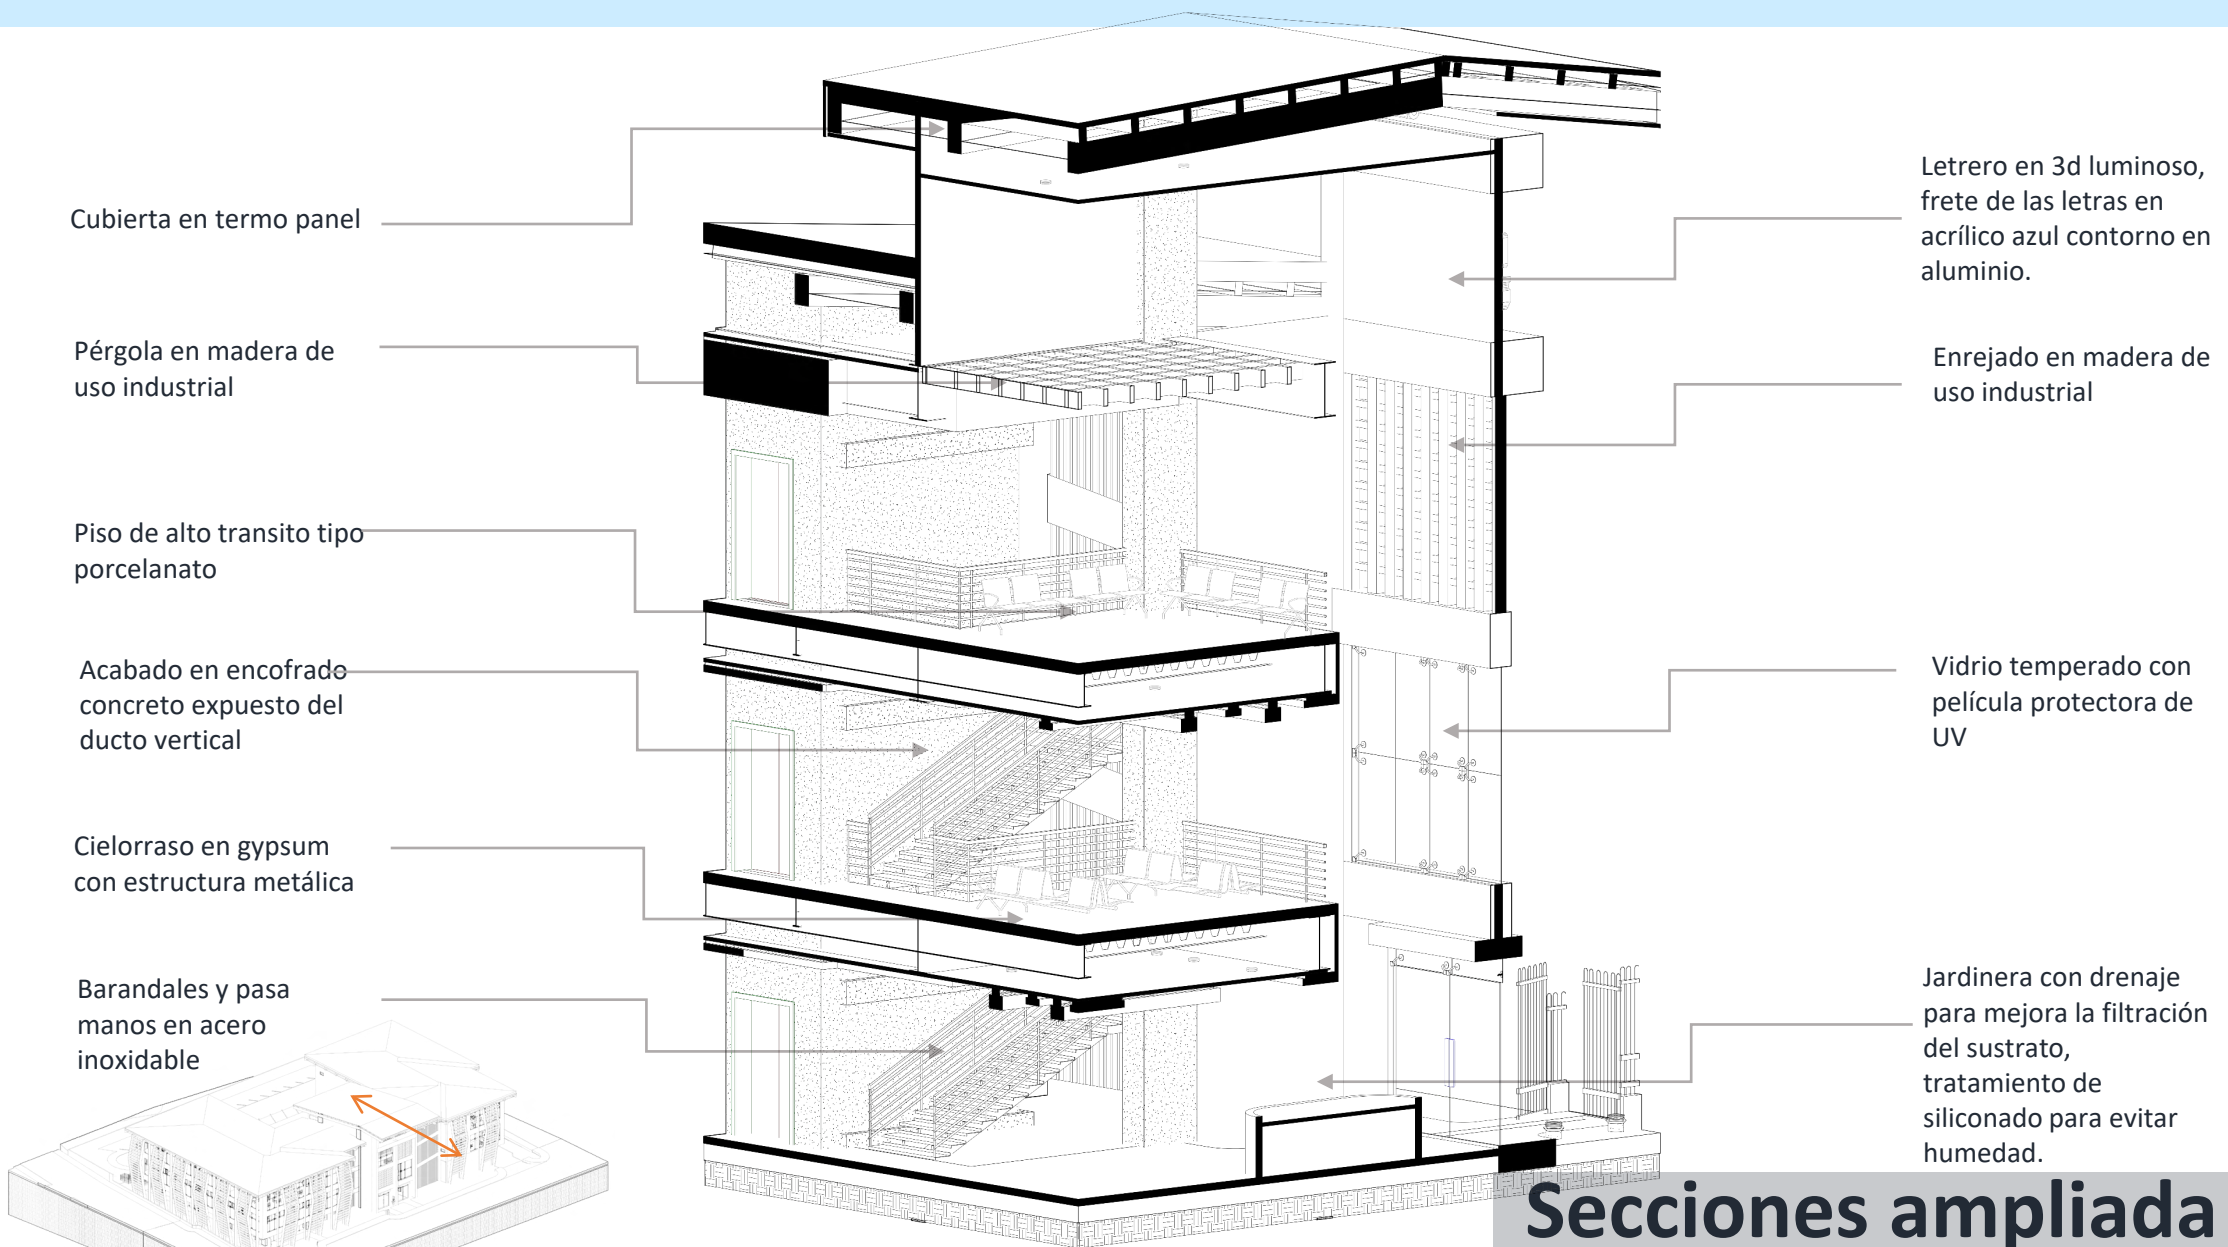 Cubierta en termo panel
Pérgola en madera de
uso industrial
Piso de alto transito tipo
porcelanato
Acabado en encofrado
concreto expuesto del
ducto vertical
Cielorraso en gypsum
con estructura metálica
Barandales y pasa
manos en acero
inoxidable
Letrero en 3d luminoso,
frete de las letras en
acrílico azul contorno en
aluminio.
Enrejado en madera de
uso industrial
Vidrio temperado con
película protectora de
UV
Jardinera con drenaje
para mejora la filtración
del sustrato,
tratamiento de
siliconado para evitar
humedad.
Secciones ampliada